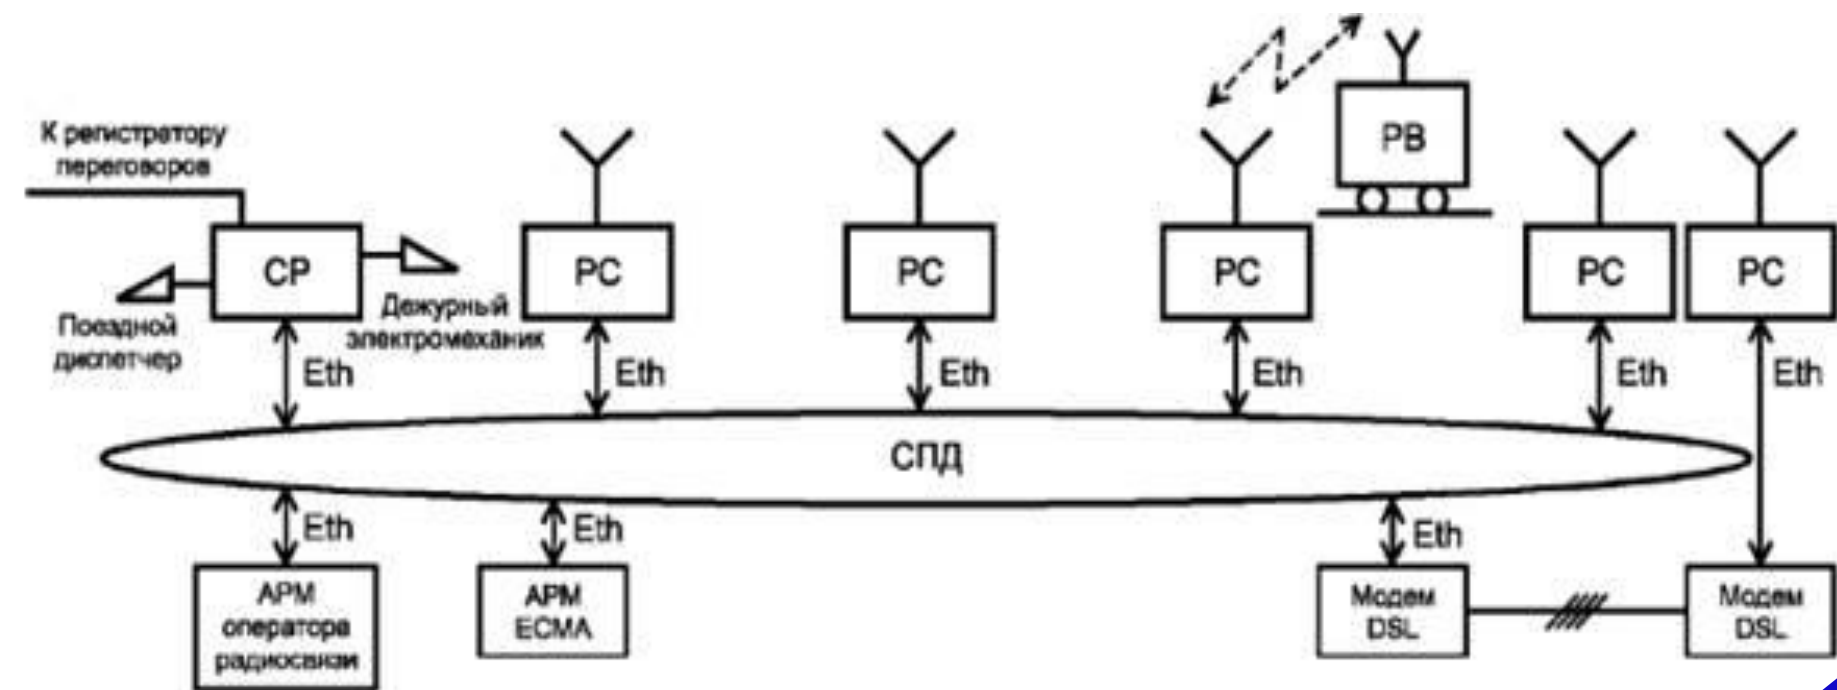 К регистратору
переговоров
РВ
СР
РС
РС
РС
РС
РС
Поездной
диспетчер
Дежурный
электромеханик
Eth
Eth
Eth
Eth
Eth
Eth
СПД
Eth
Eth
Eth
АРМ
оператора
радиосвязи
АРМ
ЕСМА
Модем
DSL
Модем
DSL